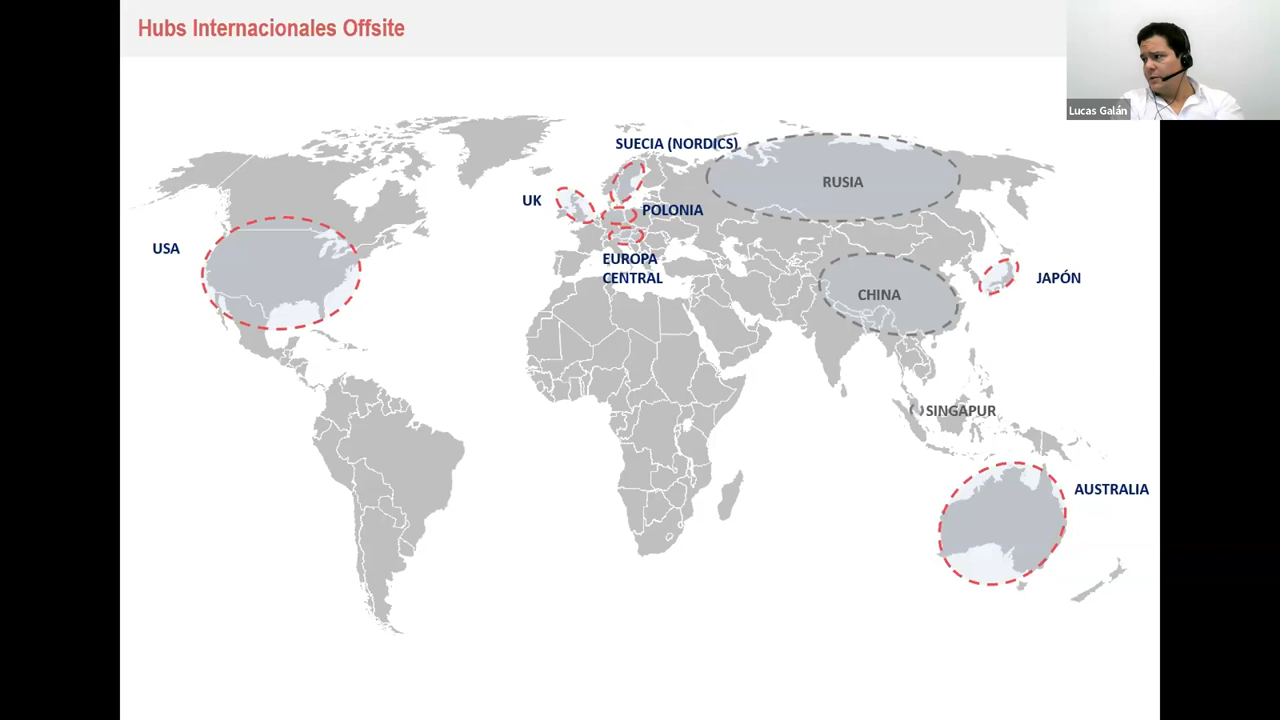 Hubs Internacionales Offsite
Lucas Galán
SUECIA (NORDICS)
RUSIA
UK
POLONIA
USA
EUROPA
CENTRAL
JAPÓN
CHINA
SINGAPUR
AUSTRALIA